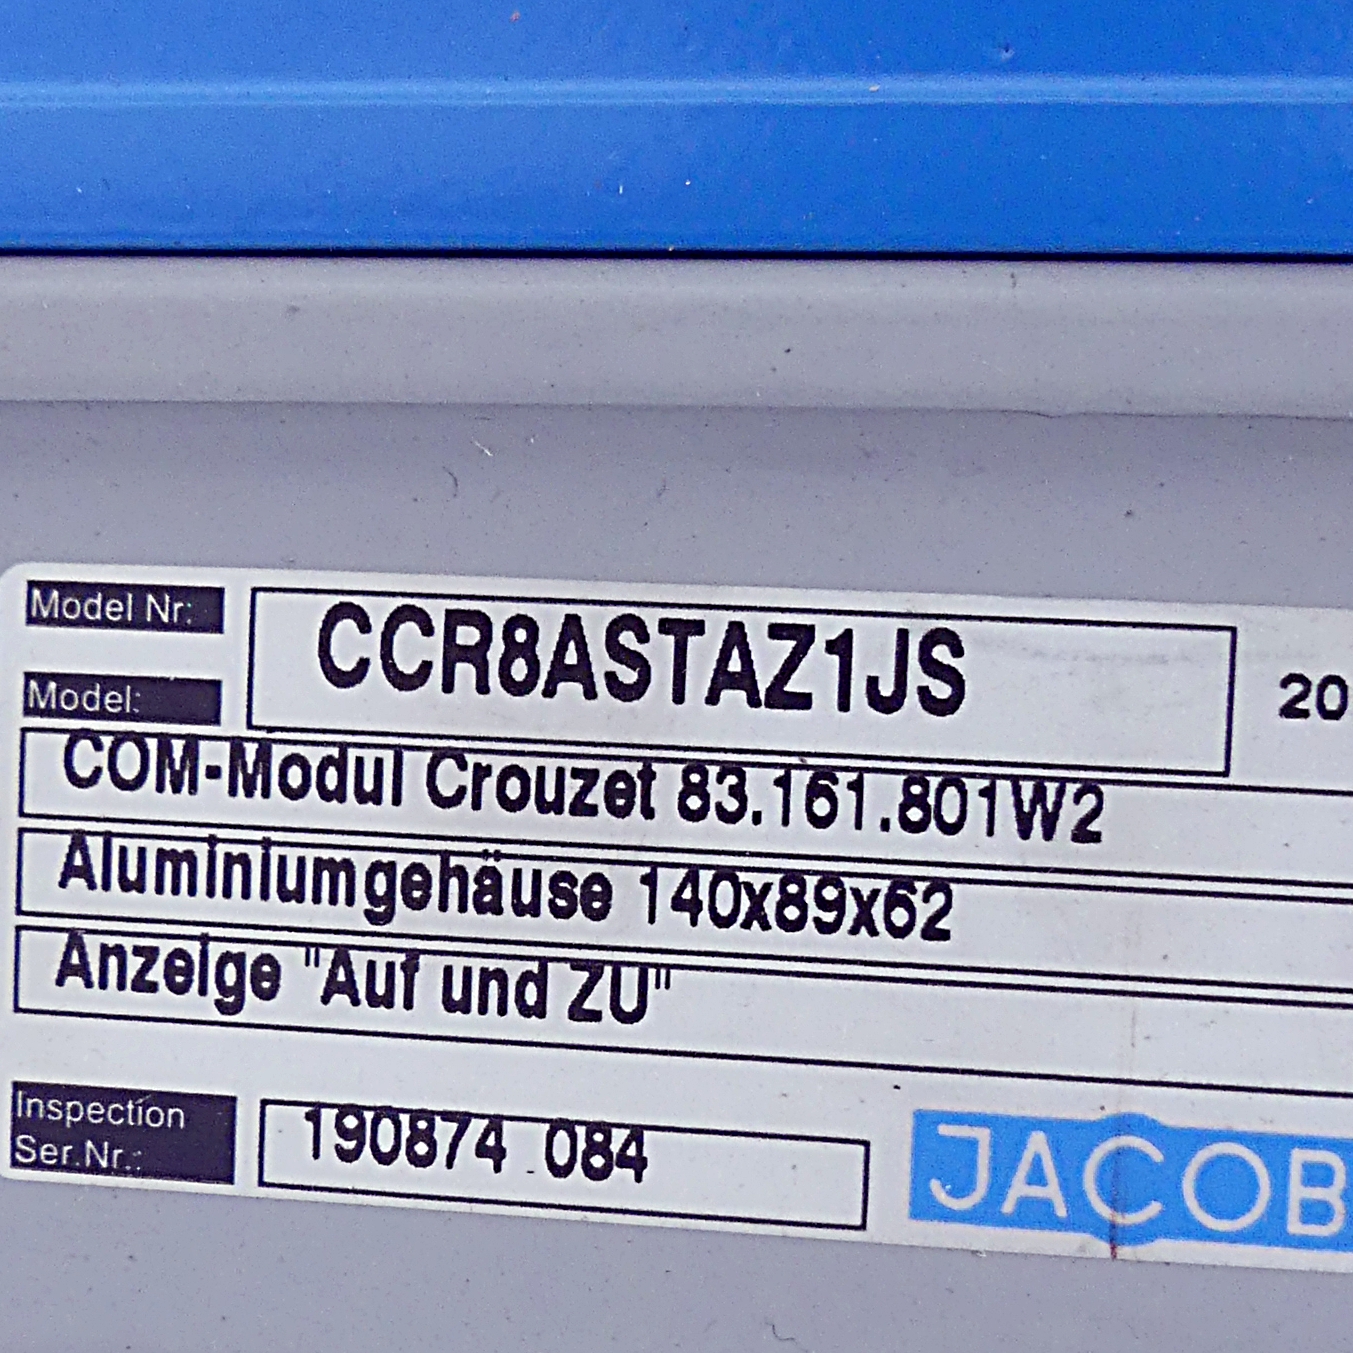 Model Nr:
CCR8ASTAZ1JS
20
Model:
COM-Modul Crouzet 83.161.801W2
Aluminiumgehäuse 140x89x62
Anzeige "Auf und ZU"
Inspection
Ser.Nr.:
190874 084
JACOB